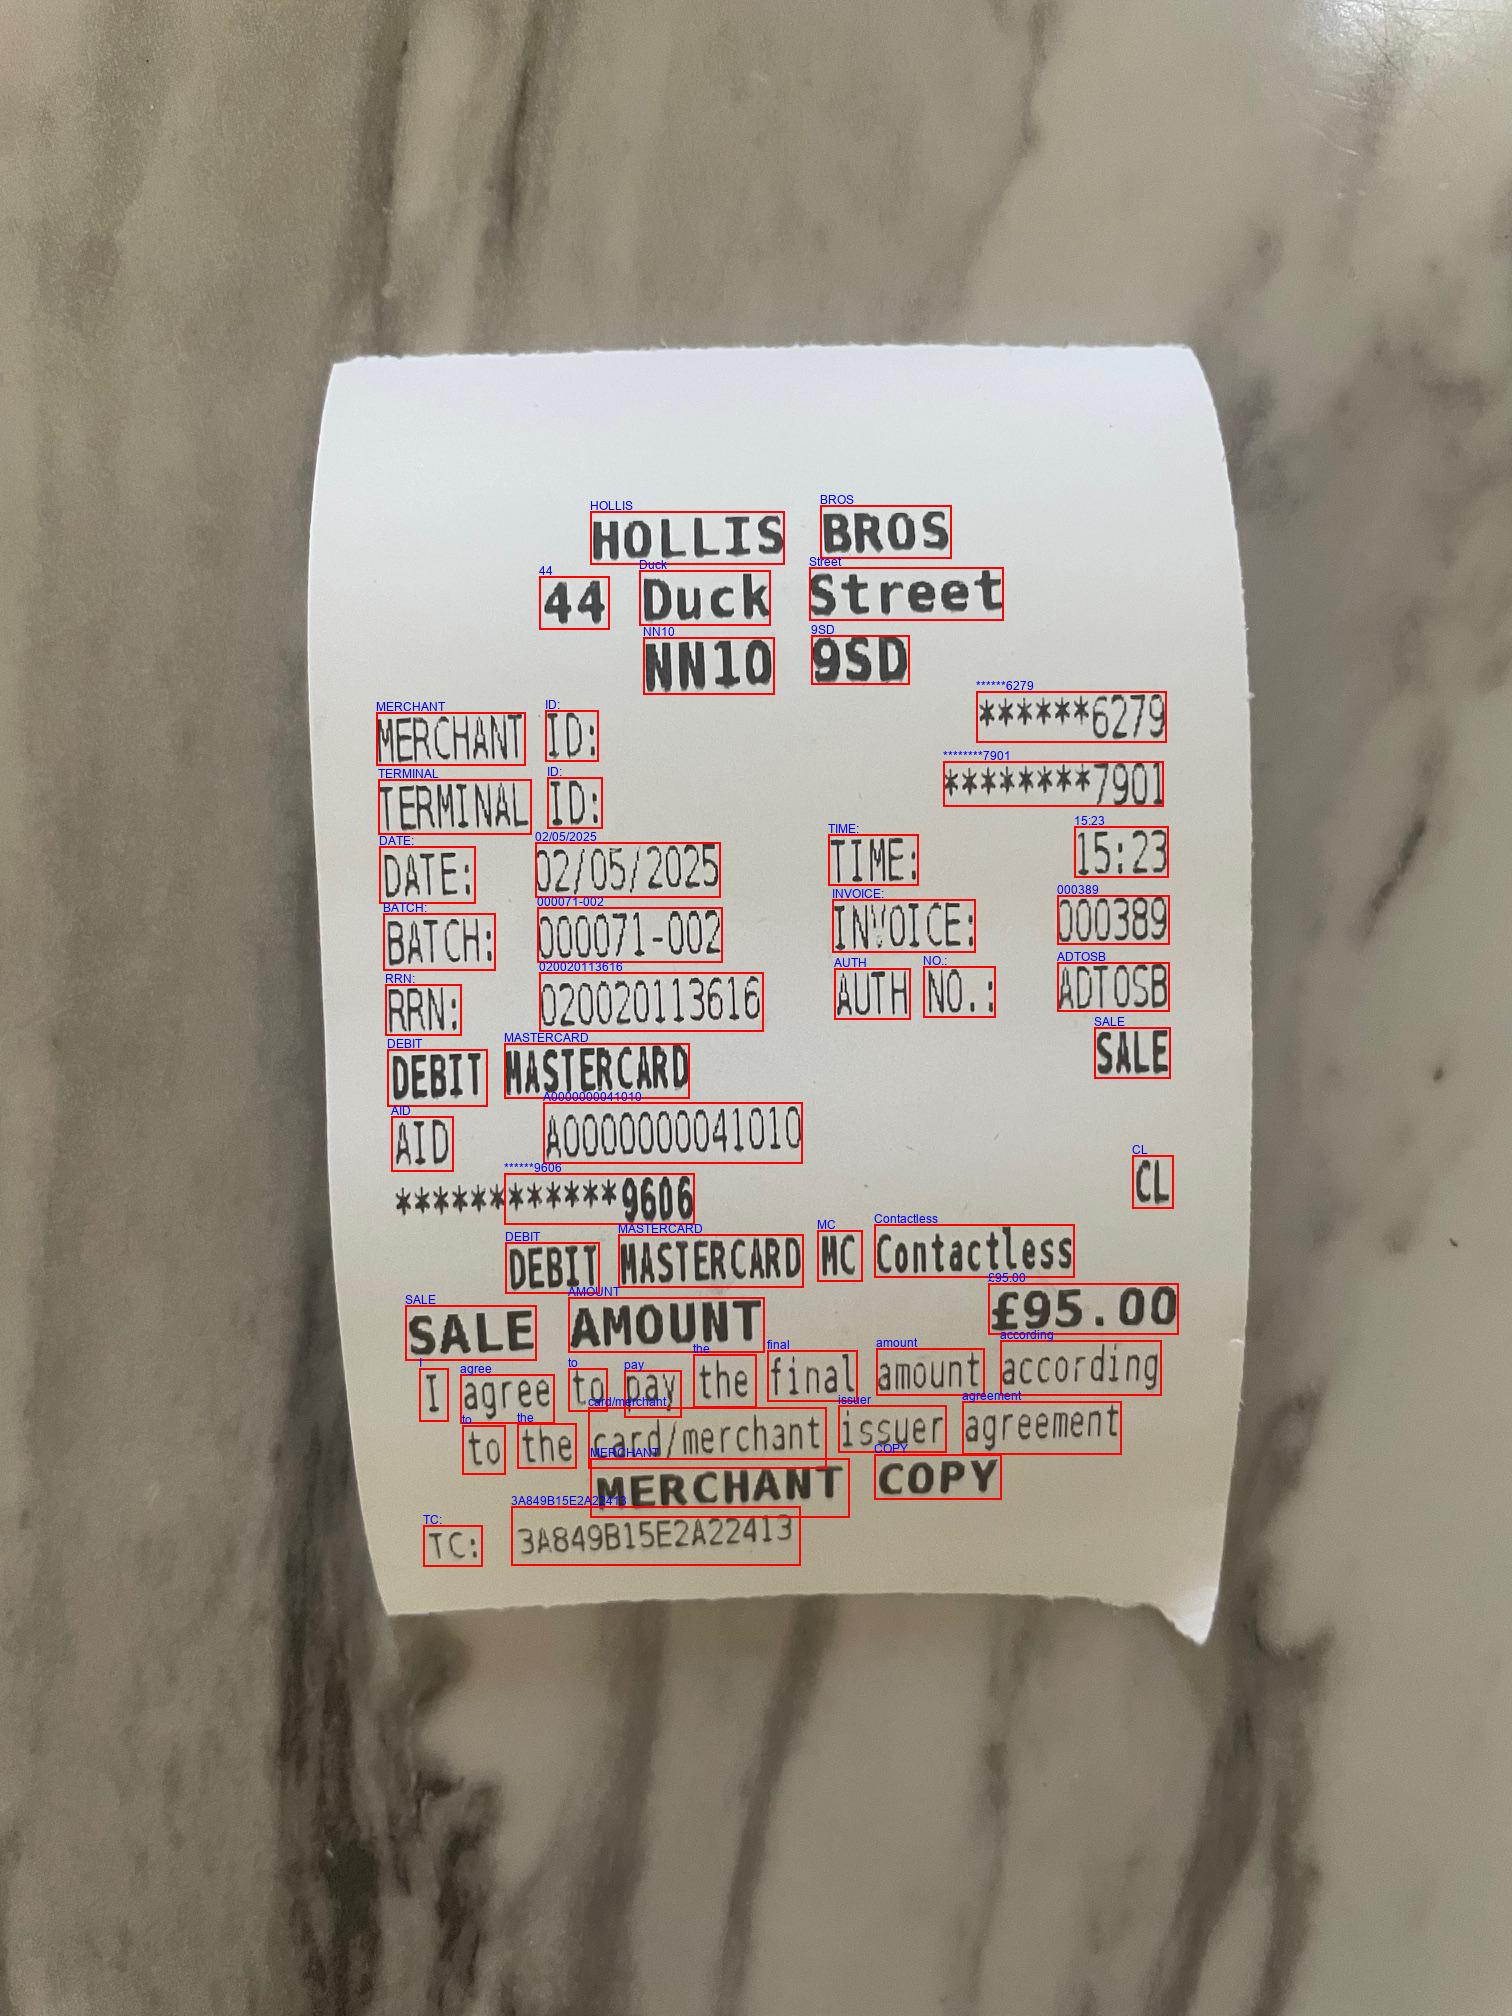 HOLLIS BROS
44 Duck Street
NN10 9SD
MERCHANT ID: ******6279
TERMINAL ID: ********7901
DATE: 02/05/2025 TIME: 15:23
BATCH: 000071-002 INVOICE: 000389
RRN: 020020113616 AUTH NO.: ADTOSB
DEBIT MASTERCARD SALE
AID A0000000041010
************9606 CL
DEBIT MASTERCARD MC Contactless
SALE AMOUNT £95.00
I agree to pay the final amount according
to the card/merchant issuer agreement
MERCHANT COPY
TC: 3A849B15E2A22413